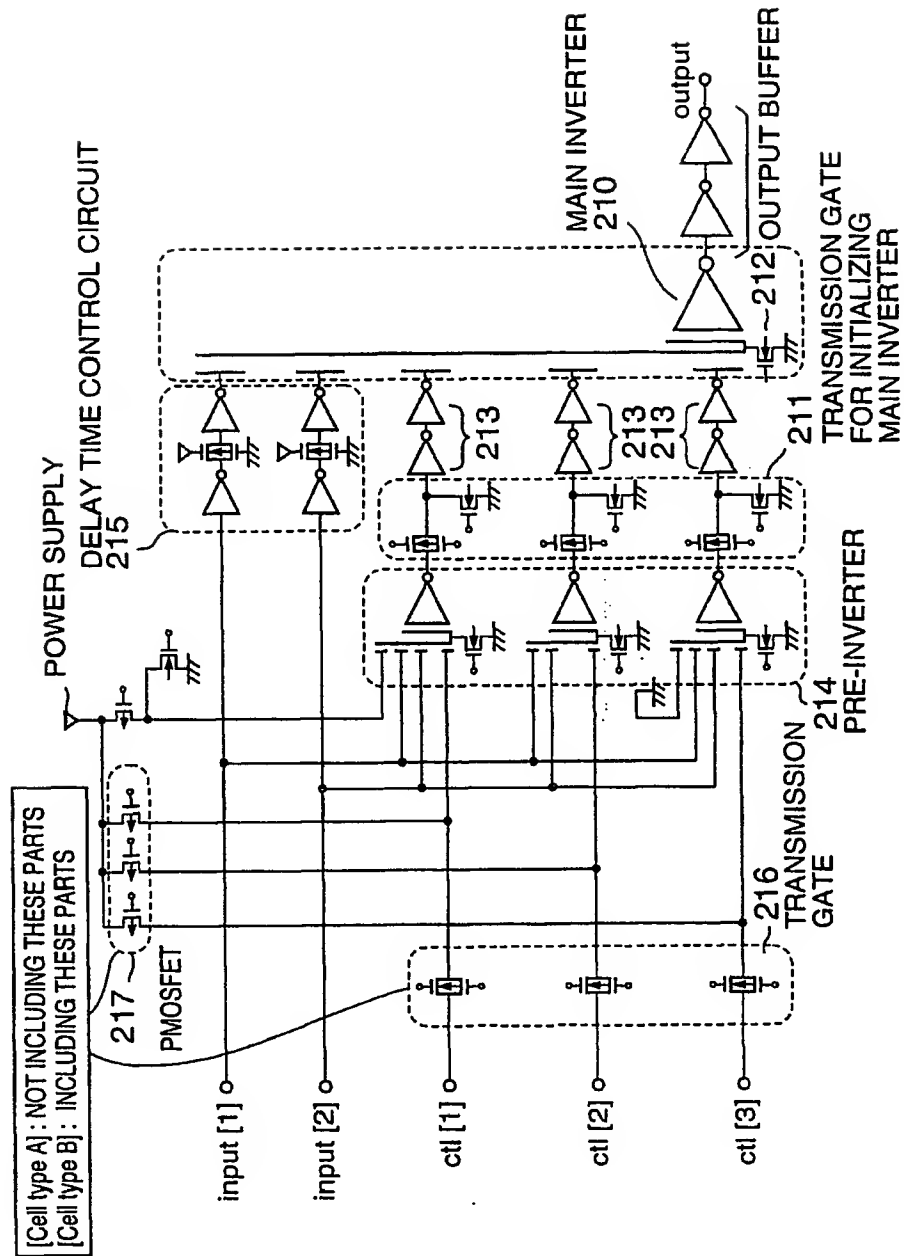 [Cell type A] : NOT INCLUDING THESE PARTS
[Cell type B] : INCLUDING THESE PARTS
POWER SUPPLY
DELAY TIME CONTROL CIRCUIT
215
217
PMOSFET
input [1]
input [2]
ctl [1]
ctl [2]
ctl [3]
216
TRANSMISSION
GATE
214
PRE-INVERTER
213
213
213
211
TRANSMISSION GATE
FOR INITIALIZING
MAIN INVERTER
212
OUTPUT BUFFER
MAIN INVERTER
210
output